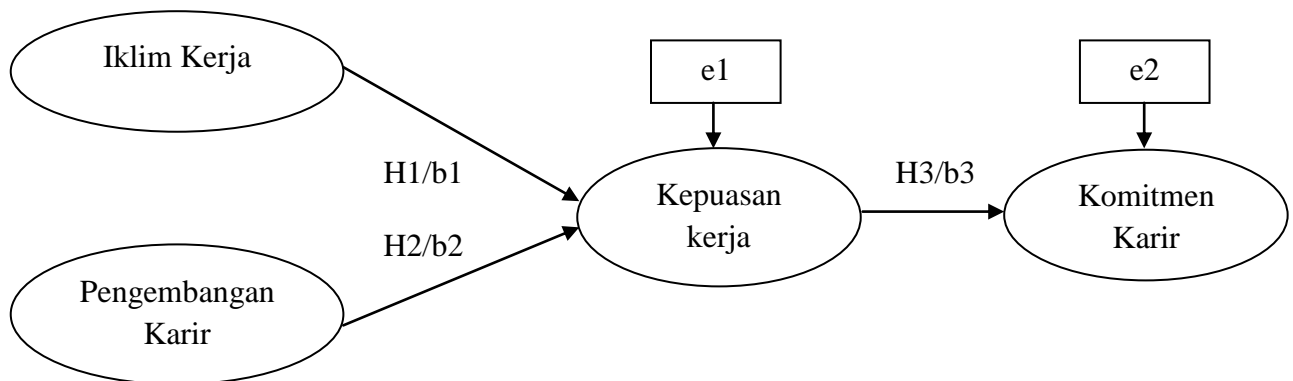 Iklim Kerja
e1
e2
H1/b1
H3/b3
Kepuasan
kerja
Komitmen
Karir
H2/b2
Pengembangan
Karir